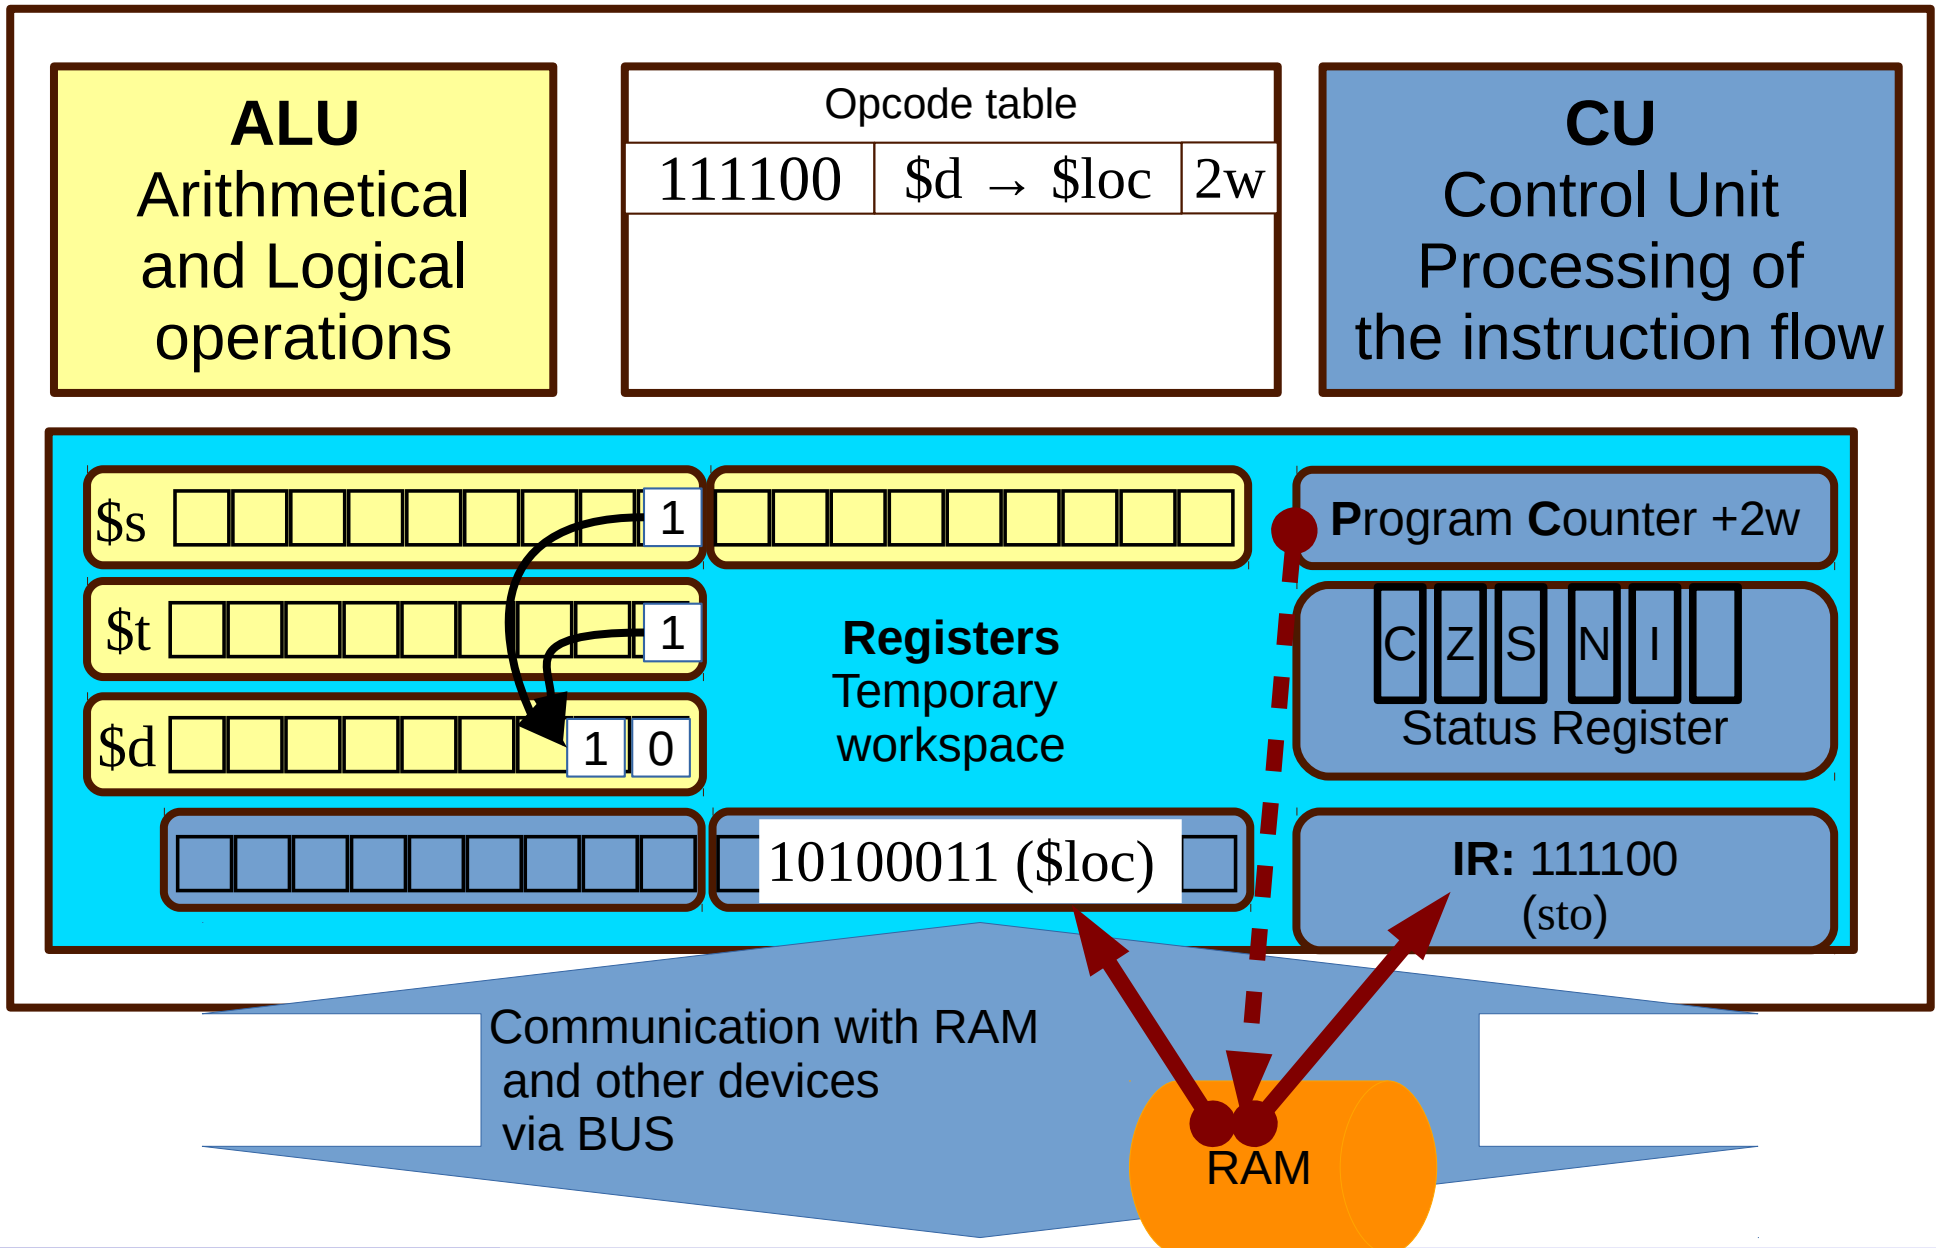 ALU
Arithmetical
and Logical
operations
Opcode table
111100 $d → $loc 2w
CU
Control Unit
Processing of
the instruction flow
$s 1
$t 1
$d 1 0
Registers
Temporary
workspace
Program Counter +2w
C Z S N I
Status Register
10100011 ($loc)
IR: 111100
(sto)
Communication with RAM
and other devices
via BUS
RAM